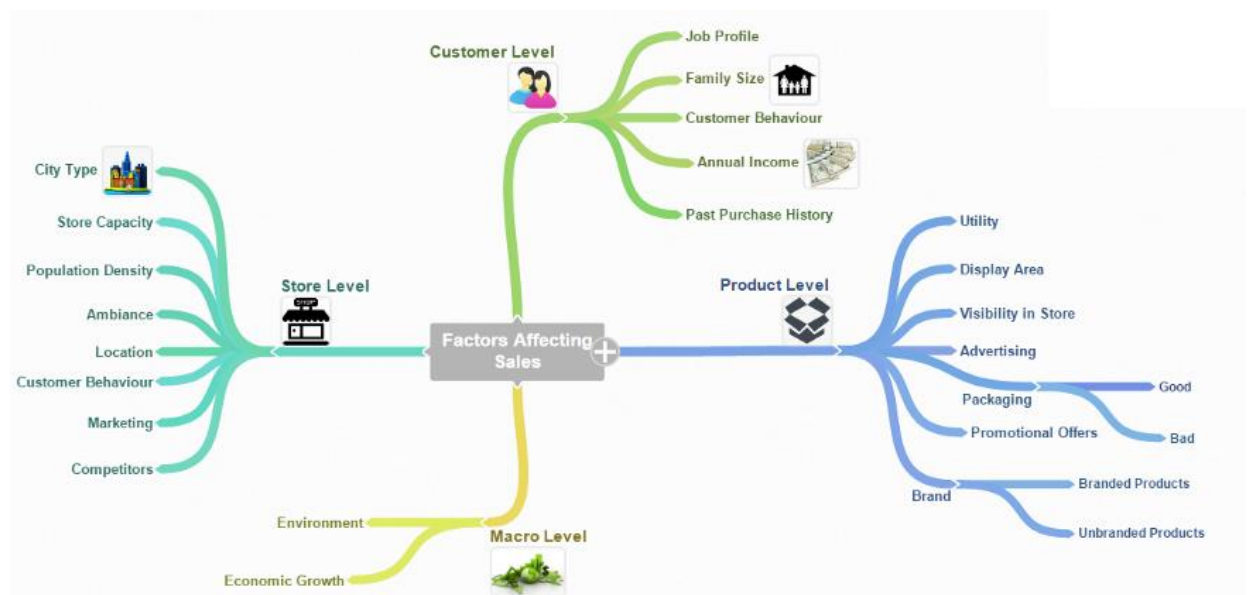 Customer Level
Job Profile
Family Size
Customer Behaviour
Annual Income
Past Purchase History
City Type
Store Capacity
Population Density
Ambiance
Location
Customer Behaviour
Marketing
Competitors
Store Level
SHOP
Factors Affecting
Sales
Product Level
Utility
Display Area
Visibility in Store
Advertising
Packaging
Good
Bad
Promotional Offers
Brand
Branded Products
Unbranded Products
Macro Level
Environment
Economic Growth